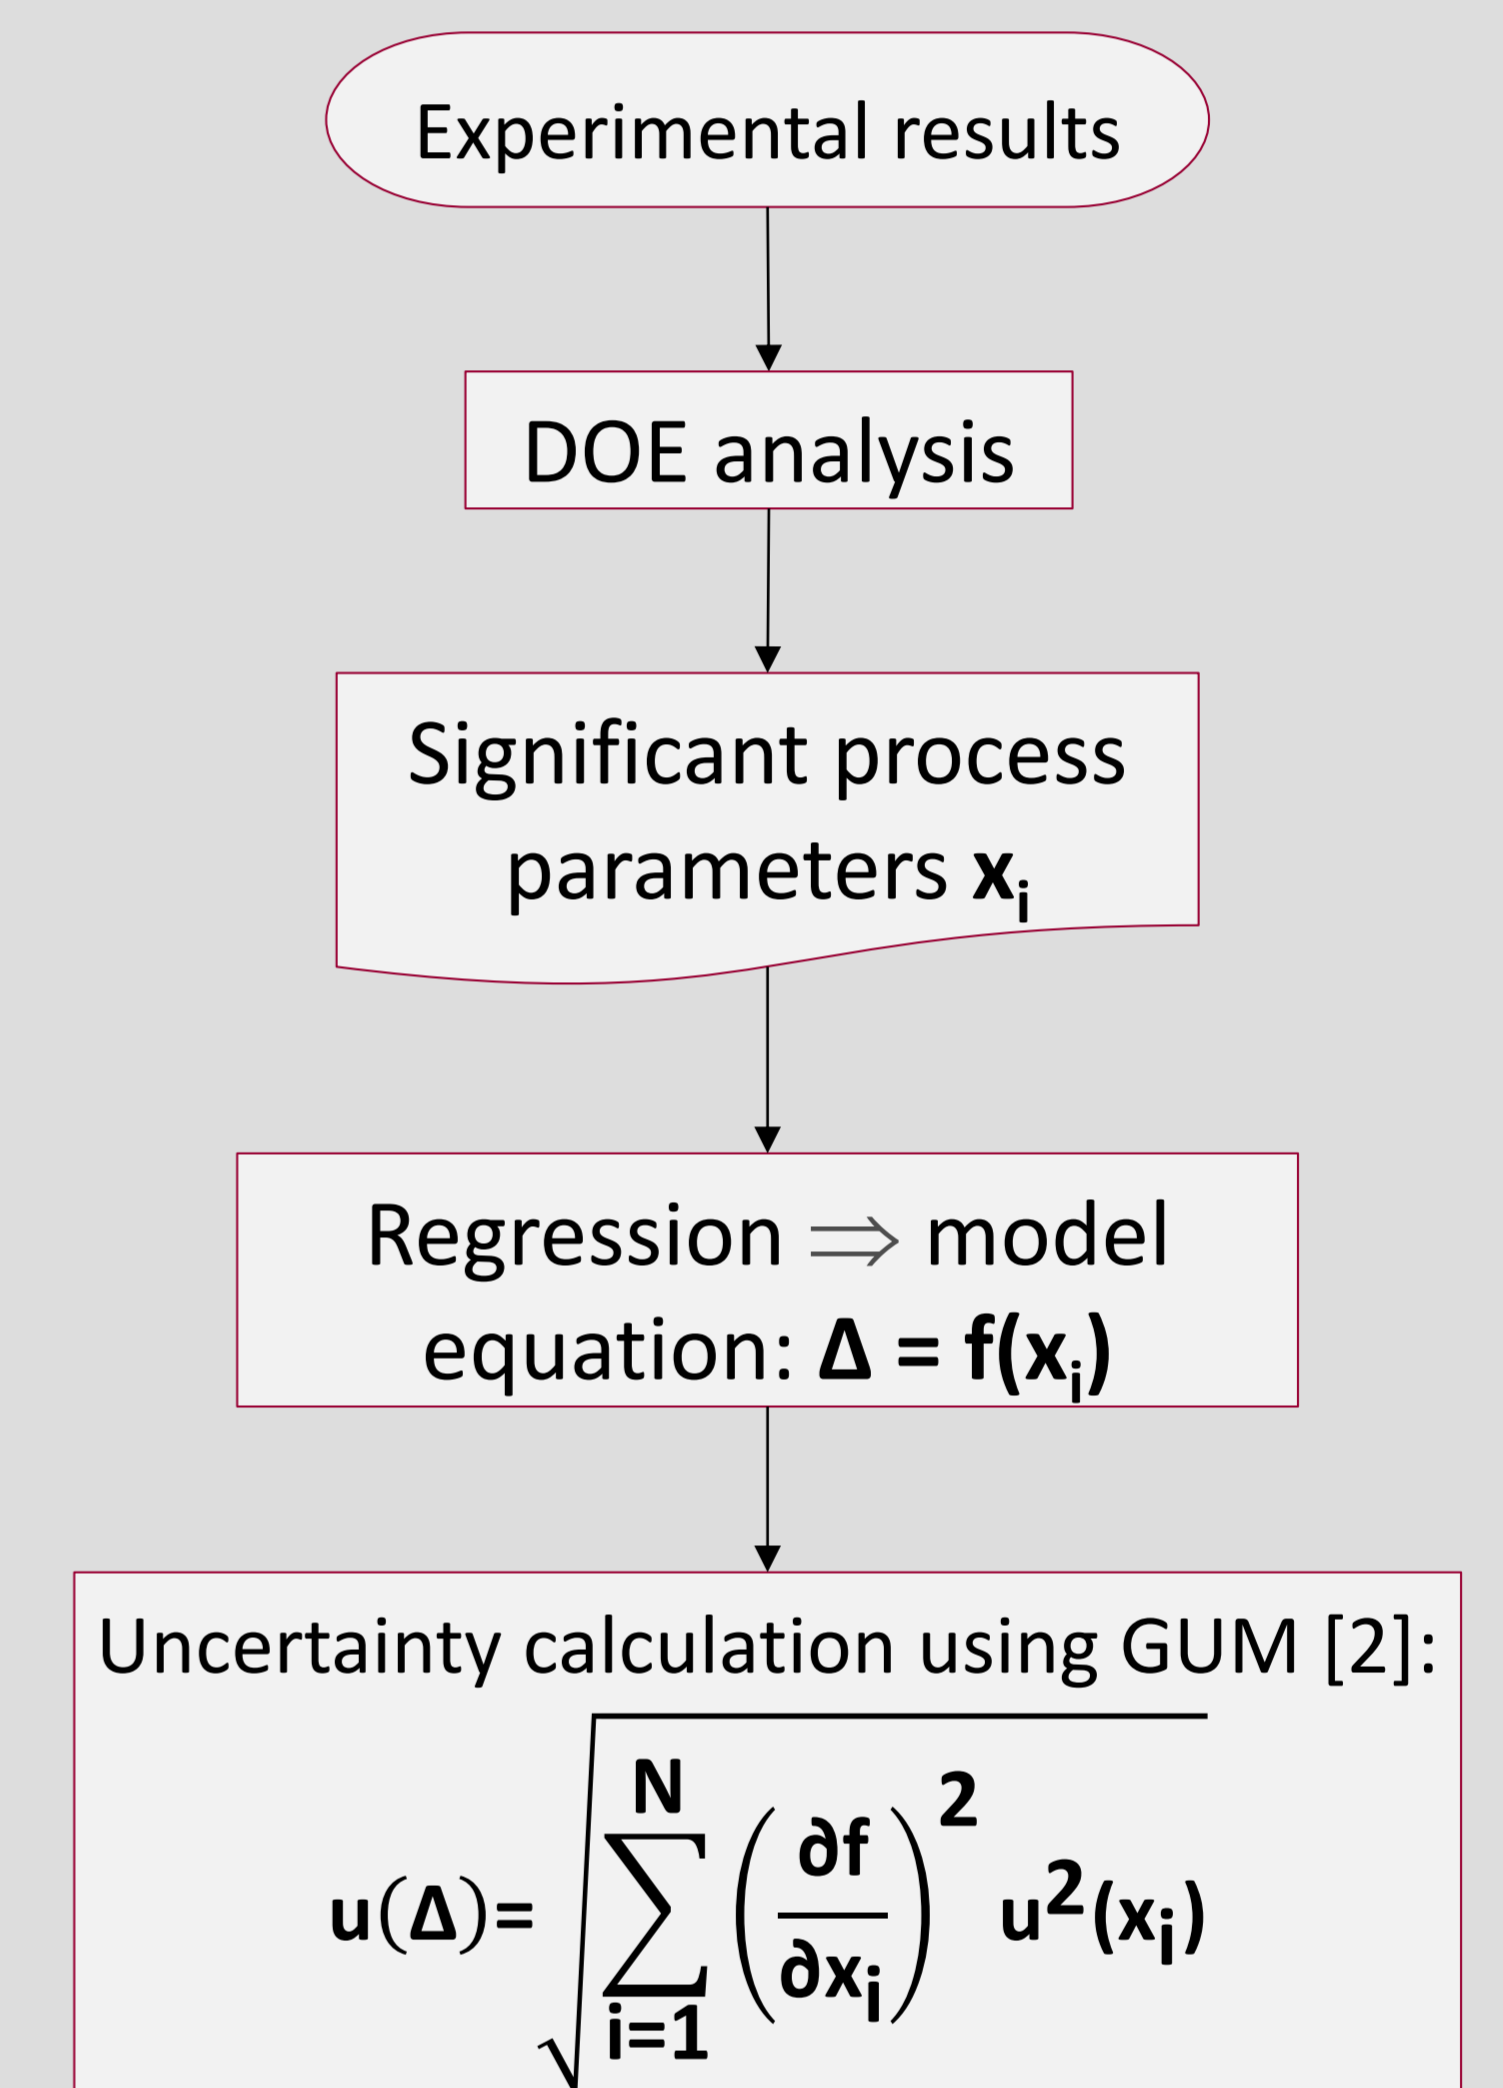 Experimental results
DOE analysis
Significant process
parameters xᵢ
Regression ⇒ model
equation: Δ = f(xᵢ)
Uncertainty calculation using GUM [2]:
u(Δ)= √ ∑_{i=1}^{N} (∂f/∂xᵢ)² u²(xᵢ)